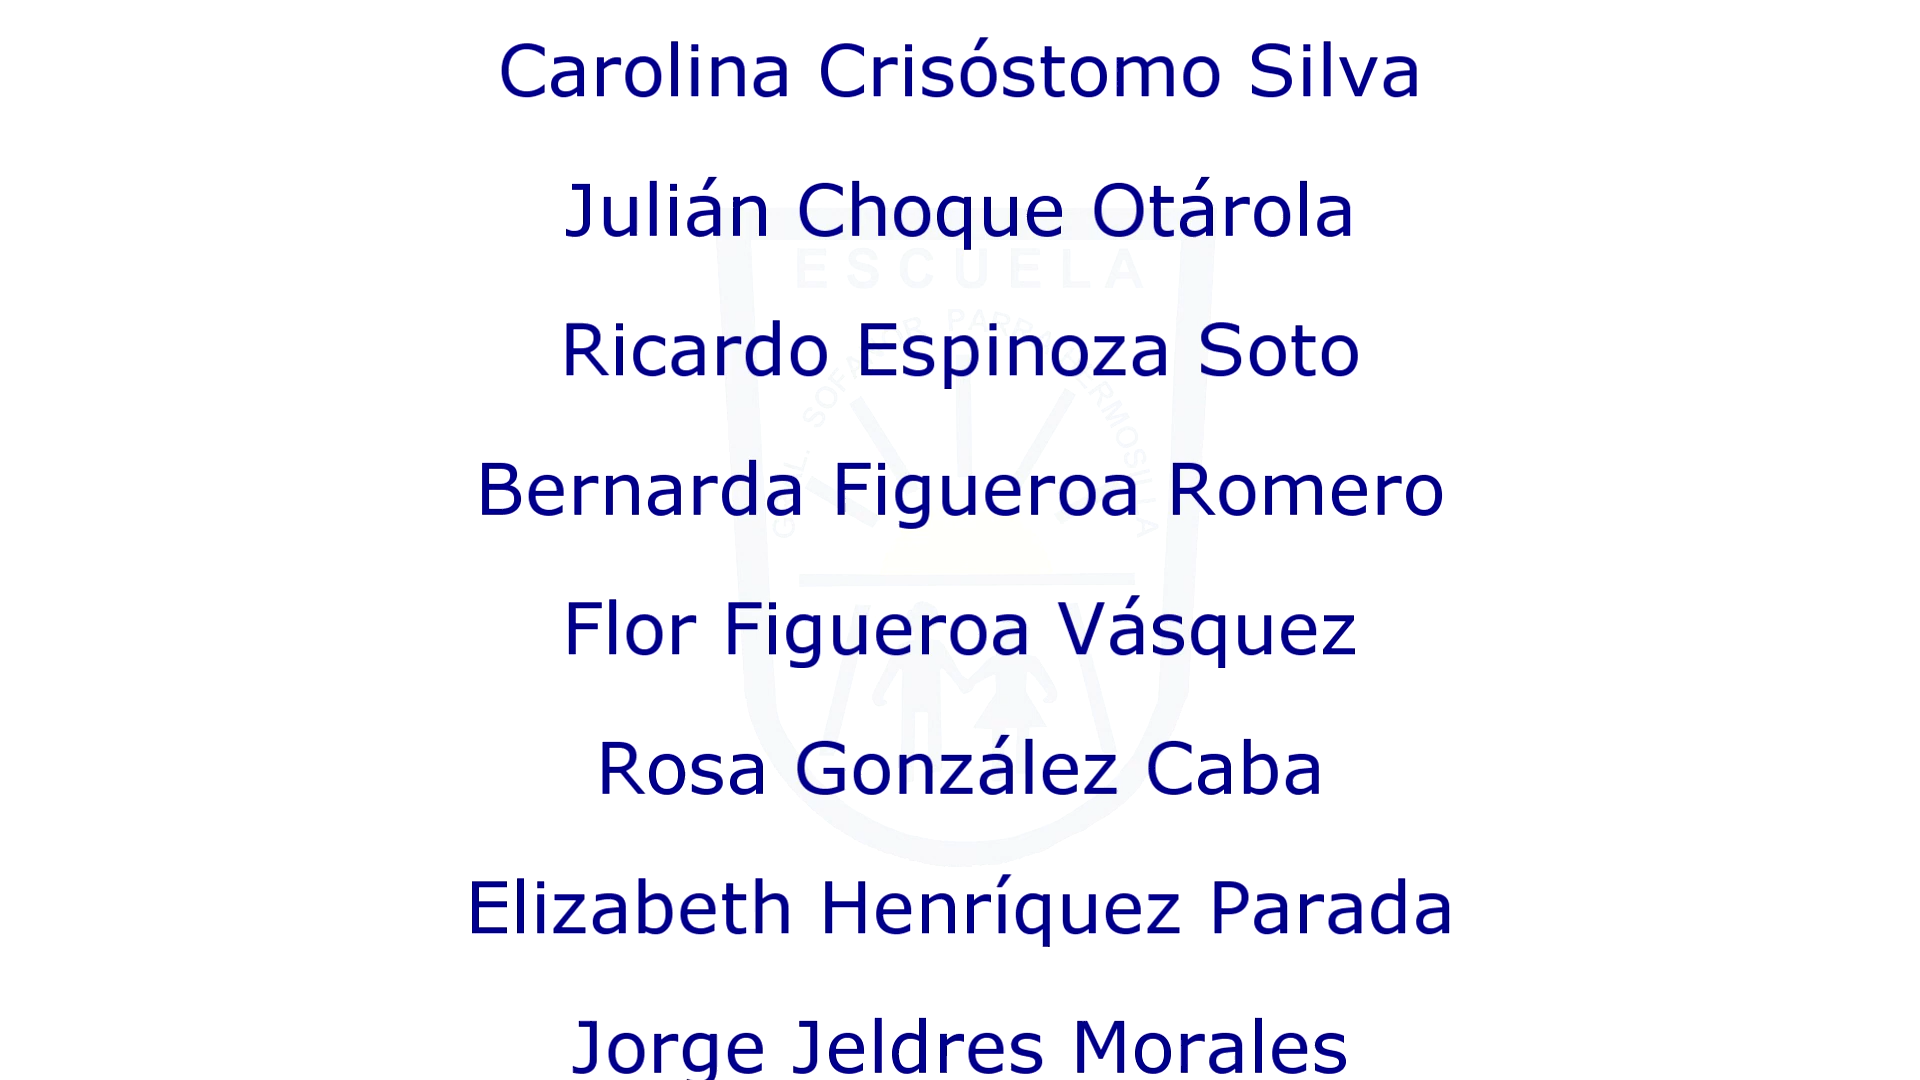 Carolina Crisóstomo Silva
Julián Choque Otárola
ESCUELA
Ricardo Espinoza Soto
Bernarda Figueroa Romero
Flor Figueroa Vásquez
Rosa González Caba
Elizabeth Henríquez Parada
Jorge Jeldres Morales